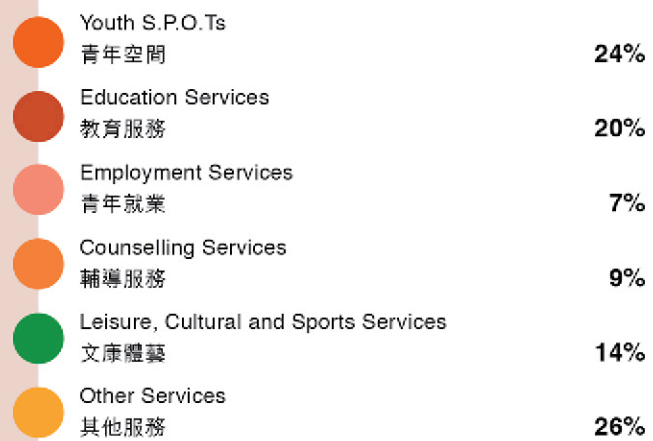 Youth S.P.O.Ts
青年空間
24%
Education Services
教育服務
20%
Employment Services
青年就業
7%
Counselling Services
輔導服務
9%
Leisure, Cultural and Sports Services
文康體藝
14%
Other Services
其他服務
26%